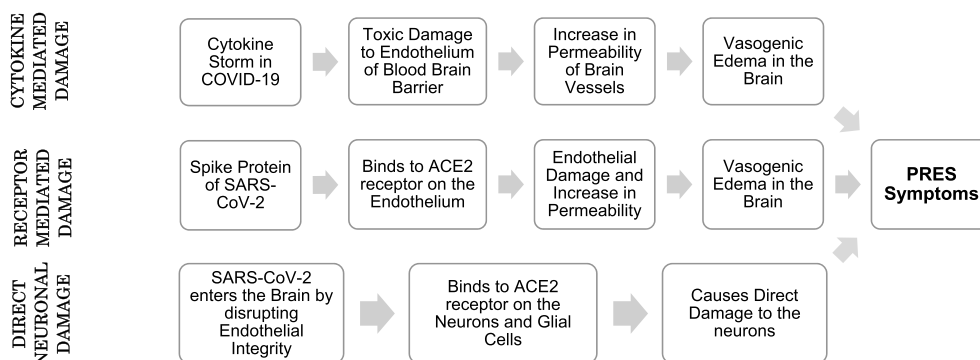 CYTOKINE
MEDIATED
DAMAGE
Cytokine
Storm in
COVID-19
Toxic Damage
to Endothelium
of Blood Brain
Barrier
Increase in
Permeability
of Brain
Vessels
Vasogenic
Edema in the
Brain
RECEPTOR
MEDIATED
DAMAGE
Spike Protein
of SARS-
CoV-2
Binds to ACE2
receptor on the
Endothelium
Endothelial
Damage and
Increase in
Permeability
Vasogenic
Edema in the
Brain
PRES
Symptoms
DIRECT
NEURONAL
DAMAGE
SARS-CoV-2
enters the Brain by
disrupting
Endothelial
Integrity
Binds to ACE2
receptor on the
Neurons and Glial
Cells
Causes Direct
Damage to the
neurons